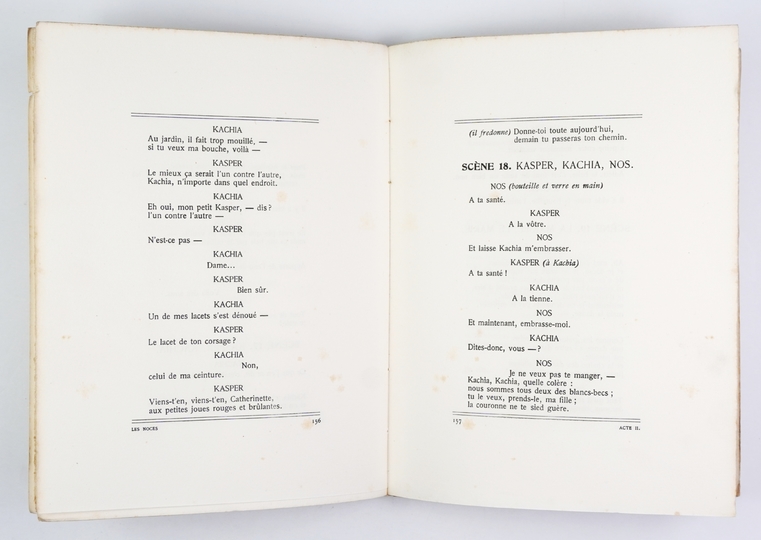 KACHIA
Au jardin, il fait trop mouillé, —
si tu veux ma bouche, voilà —
KASPER
Le mieux ça serait l'un contre l'autre,
Kachia, n'importe dans quel endroit.
KACHIA
Eh oui, mon petit Kasper, — dis ?
l'un contre l'autre —
KASPER
N'est-ce pas —
KACHIA
Dame...
KASPER
Bien sûr.
KACHIA
Un de mes lacets s'est dénoué —
KASPER
Le lacet de ton corsage ?
KACHIA
Non,
celui de ma ceinture.
KASPER
Viens-t'en, viens-t'en, Catherinette,
aux petites joues rouges et brûlantes.
156
LES NOCES
(il fredonne) Donne-toi toute aujourd'hui,
demain tu passeras ton chemin.
SCÈNE 18. KASPER, KACHIA, NOS.
NOS (bouteille et verre en main)
A ta santé.
KASPER
A la vôtre.
NOS
Et laisse Kachia m'embrasser.
KASPER (à Kachia)
A ta santé !
KACHIA
A la tienne.
NOS
Et maintenant, embrasse-moi.
KACHIA
Dites-donc, vous — ?
NOS
Je ne veux pas te manger, —
Kachia, Kachia, quelle colère :
nous sommes tous deux des blancs-becs ;
tu le veux, prends-le, ma fille ;
la couronne ne te sied guère.
157
ACTE II.